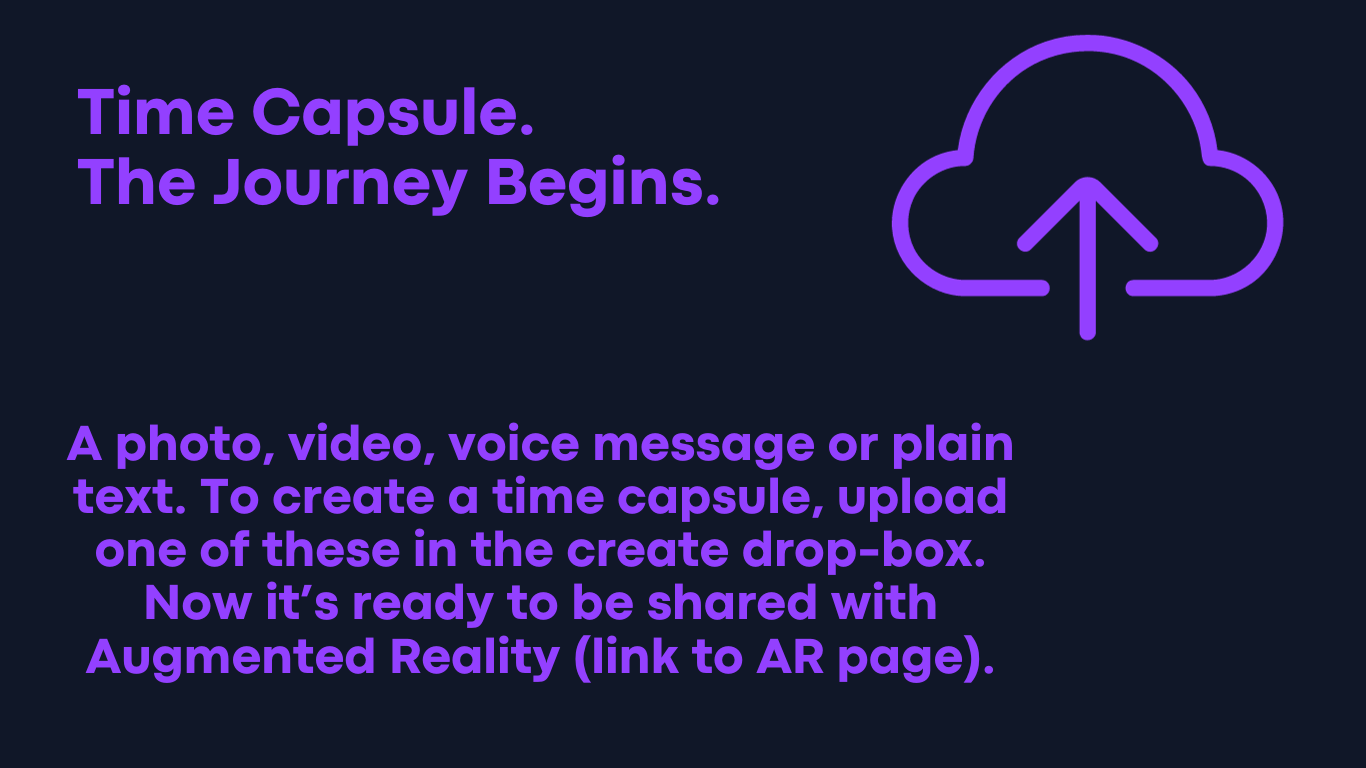 Time Capsule.
The Journey Begins.
A photo, video, voice message or plain
text. To create a time capsule, upload
one of these in the create drop-box.
Now it’s ready to be shared with
Augmented Reality (link to AR page).